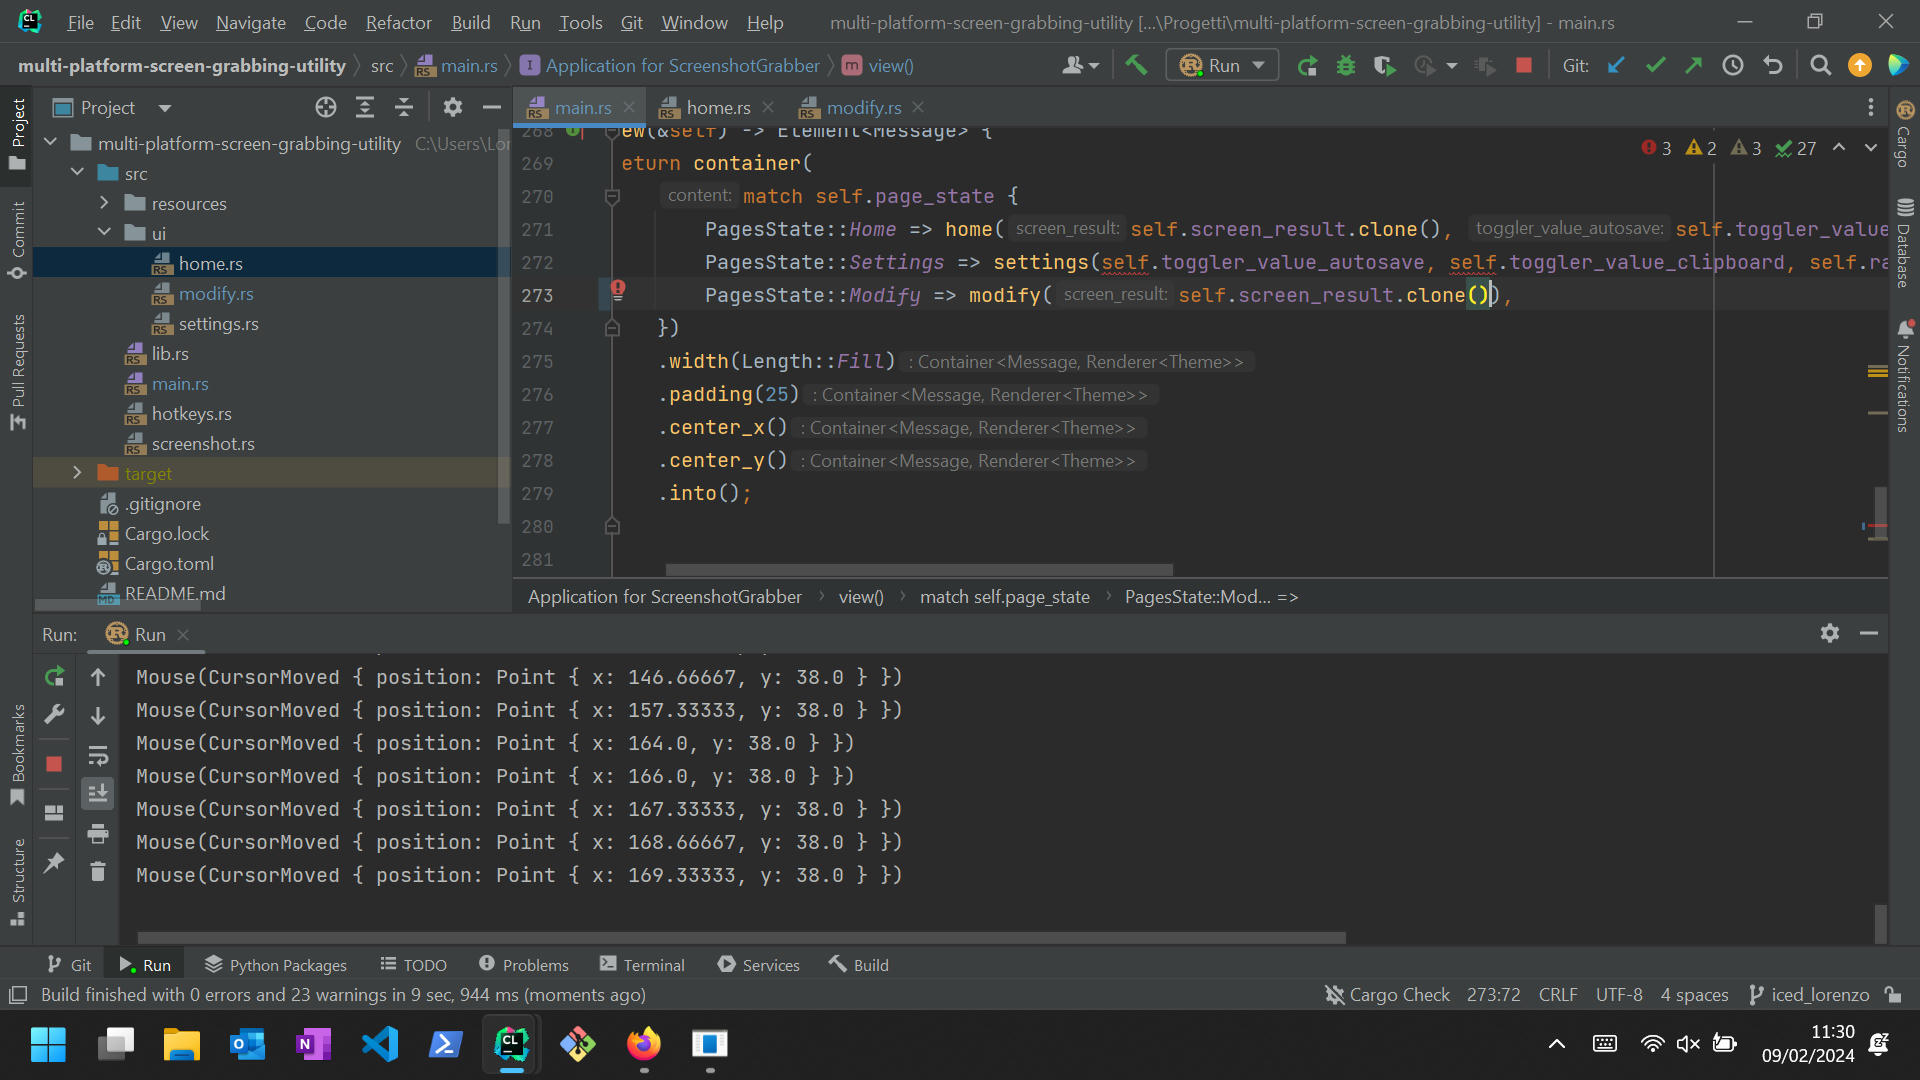 File Edit View Navigate Code Refactor Build Run Tools Git Window Help multi-platform-screen-grabbing-utility [...\Progetti\multi-platform-screen-grabbing-utility] - main.rs
multi-platform-screen-grabbing-utility src main.rs Application for ScreenshotGrabber view() Run Git:
Project
main.rs home.rs modify.rs
multi-platform-screen-grabbing-utility C:\Users\Lor
src
resources
ui
home.rs
modify.rs
settings.rs
lib.rs
main.rs
hotkeys.rs
screenshot.rs
target
.gitignore
Cargo.lock
Cargo.toml
README.md
Project
Commit
Pull Requests
Bookmarks
Structure
3 2 3 27
268 ew(&self) -> Element<Message> {
269 eturn container(
270 content: match self.page_state {
271 PagesState::Home => home( screen_result: self.screen_result.clone(), toggler_value_autosave: self.toggler_value
272 PagesState::Settings => settings(self.toggler_value_autosave, self.toggler_value_clipboard, self.ra
273 PagesState::Modify => modify( screen_result: self.screen_result.clone()),
274 })
275 .width(Length::Fill) : Container<Message, Renderer<Theme>>
276 .padding(25) : Container<Message, Renderer<Theme>>
277 .center_x() : Container<Message, Renderer<Theme>>
278 .center_y() : Container<Message, Renderer<Theme>>
279 .into();
280
281
Application for ScreenshotGrabber view() match self.page_state PagesState::Mod... =>
Cargo
Database
Notifications
Run: Run
Mouse(CursorMoved { position: Point { x: 146.66667, y: 38.0 } })
Mouse(CursorMoved { position: Point { x: 157.33333, y: 38.0 } })
Mouse(CursorMoved { position: Point { x: 164.0, y: 38.0 } })
Mouse(CursorMoved { position: Point { x: 166.0, y: 38.0 } })
Mouse(CursorMoved { position: Point { x: 167.33333, y: 38.0 } })
Mouse(CursorMoved { position: Point { x: 168.66667, y: 38.0 } })
Mouse(CursorMoved { position: Point { x: 169.33333, y: 38.0 } })
Git Run Python Packages TODO Problems Terminal Services Build
Build finished with 0 errors and 23 warnings in 9 sec, 944 ms (moments ago) Cargo Check 273:72 CRLF UTF-8 4 spaces iced_lorenzo
11:30
09/02/2024